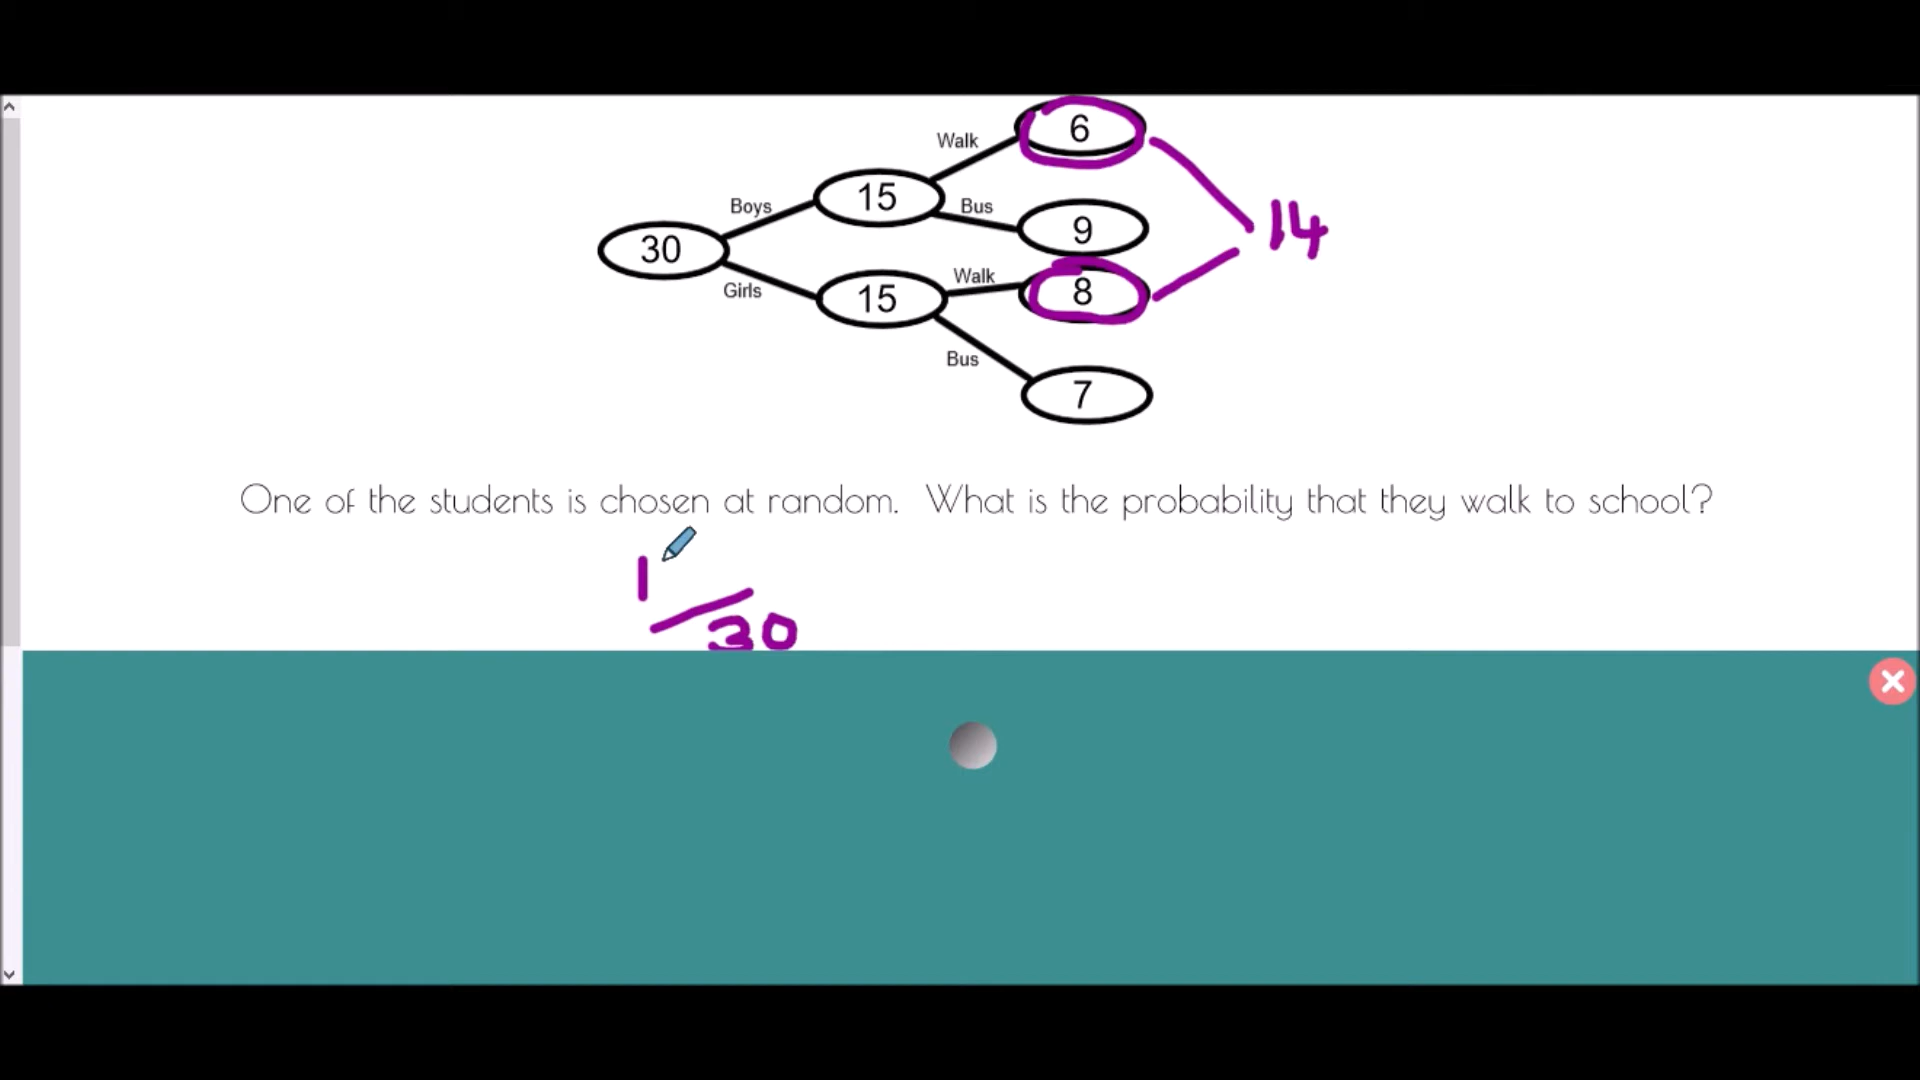 Walk
6
Boys
15
Bus
9
14
30
Girls
15
Walk
8
Bus
7
One of the students is chosen at random. What is the probability that they walk to school?
1
/30